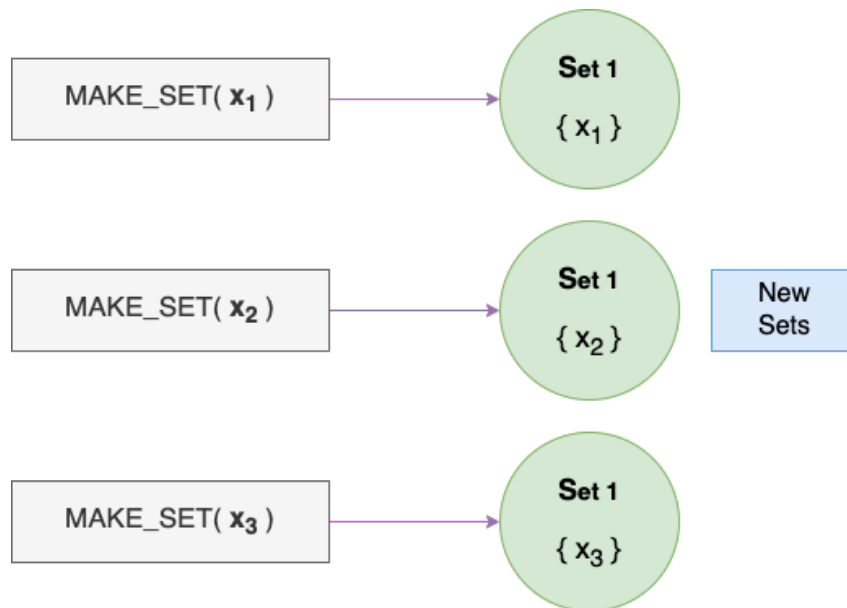 MAKE_SET( x₁ )
Set 1
{ x₁ }
MAKE_SET( x₂ )
Set 1
{ x₂ }
New
Sets
MAKE_SET( x₃ )
Set 1
{ x₃ }